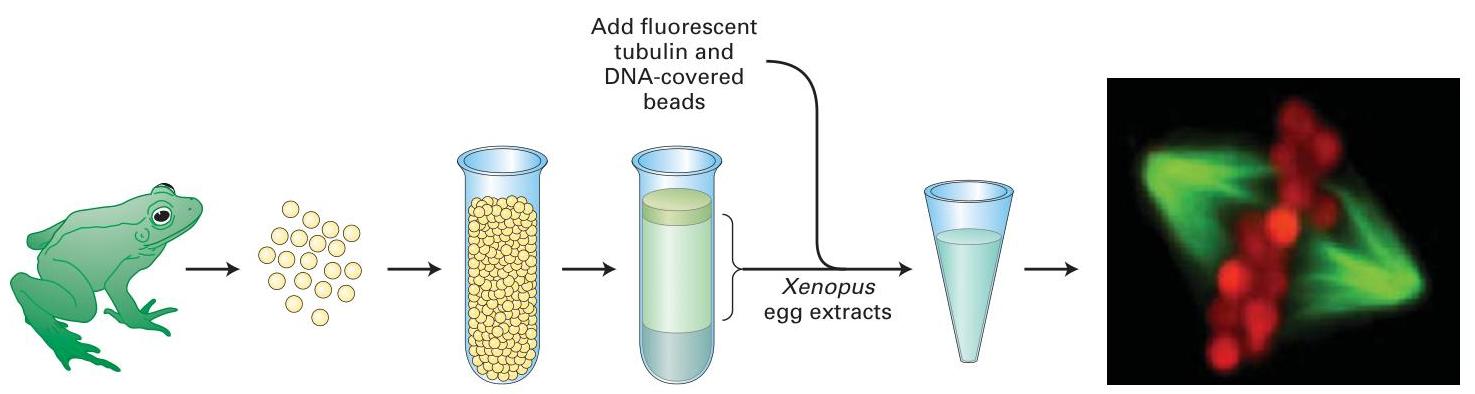 Add fluorescent
tubulin and
DNA-covered
beads
Xenopus
egg extracts